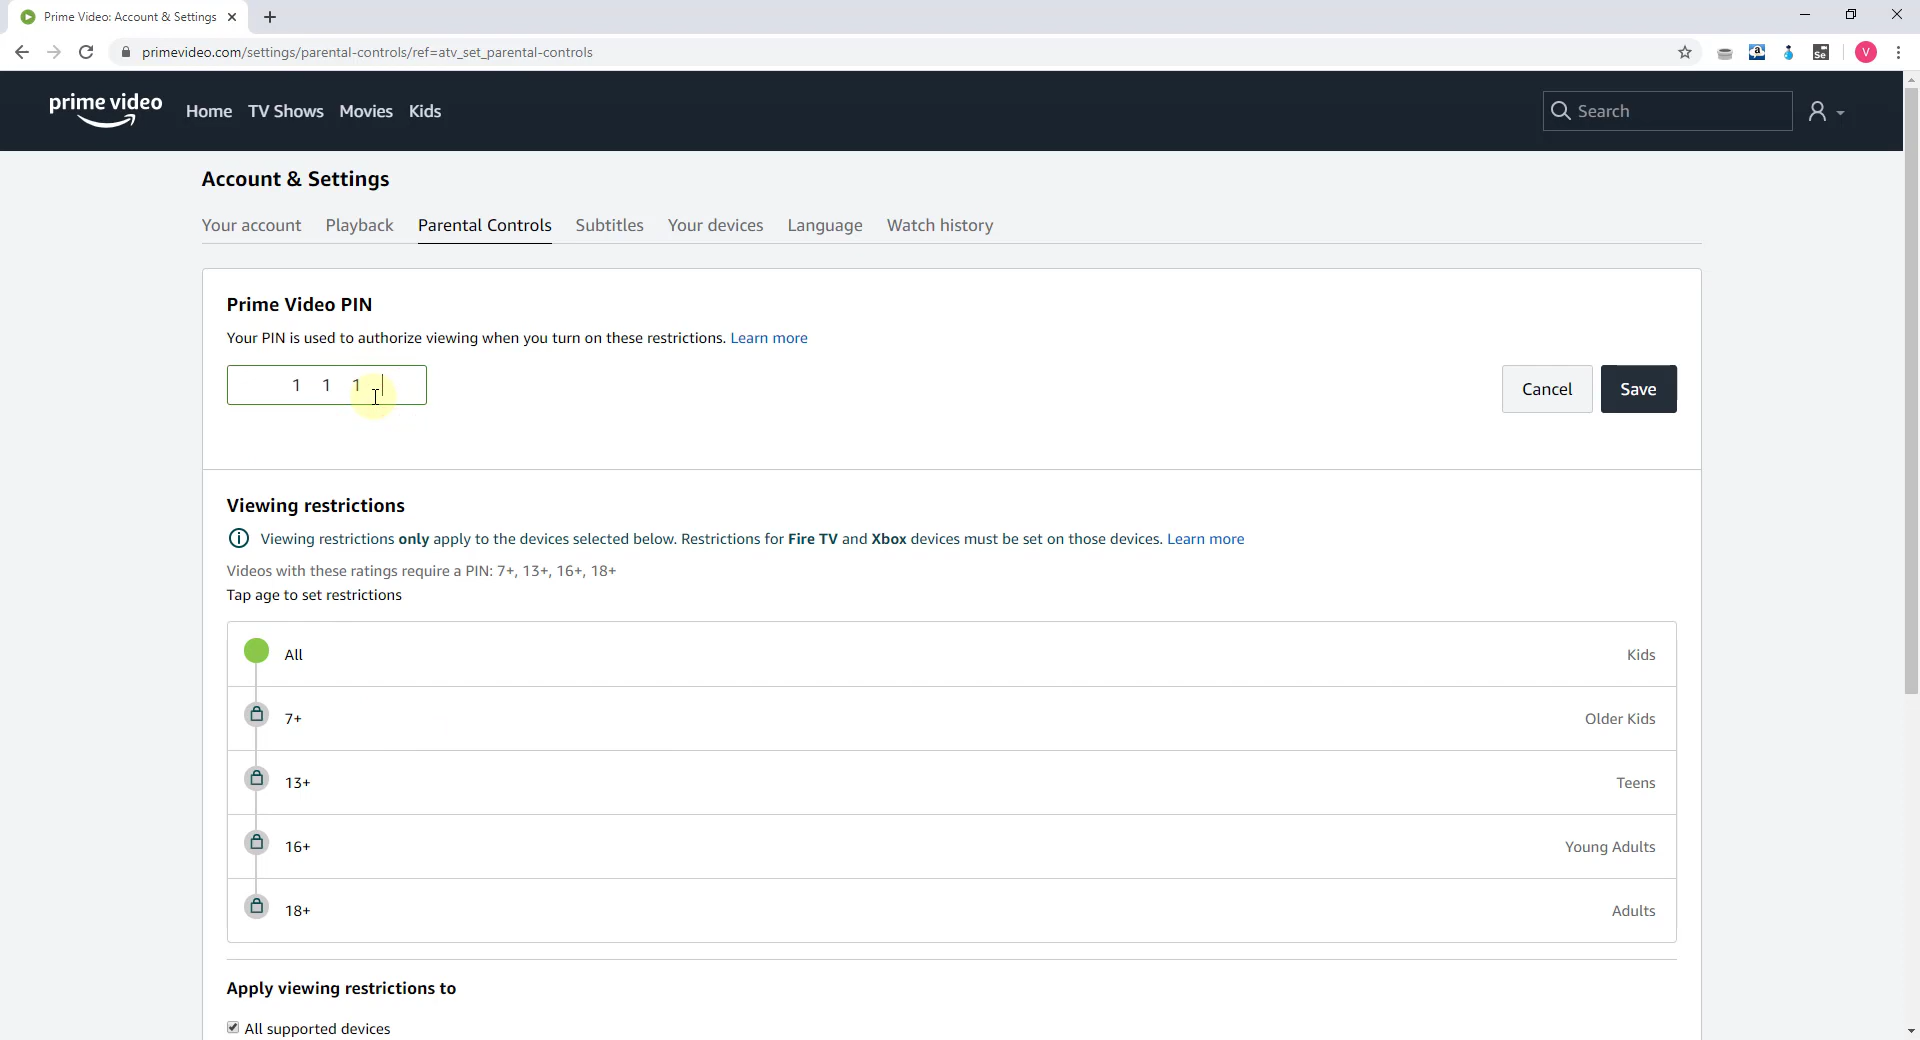 Prime Video: Account & Settings
primevideo.com/settings/parental-controls/ref=atv_set_parental-controls
a
Se
V
prime video
Home TV Shows Movies Kids
Search
Account & Settings
Your account Playback Parental Controls Subtitles Your devices Language Watch history
Prime Video PIN
Your PIN is used to authorize viewing when you turn on these restrictions. Learn more
1 1 1
Cancel Save
Viewing restrictions
Viewing restrictions only apply to the devices selected below. Restrictions for Fire TV and Xbox devices must be set on those devices. Learn more
Videos with these ratings require a PIN: 7+, 13+, 16+, 18+
Tap age to set restrictions
All Kids
7+ Older Kids
13+ Teens
16+ Young Adults
18+ Adults
Apply viewing restrictions to
All supported devices